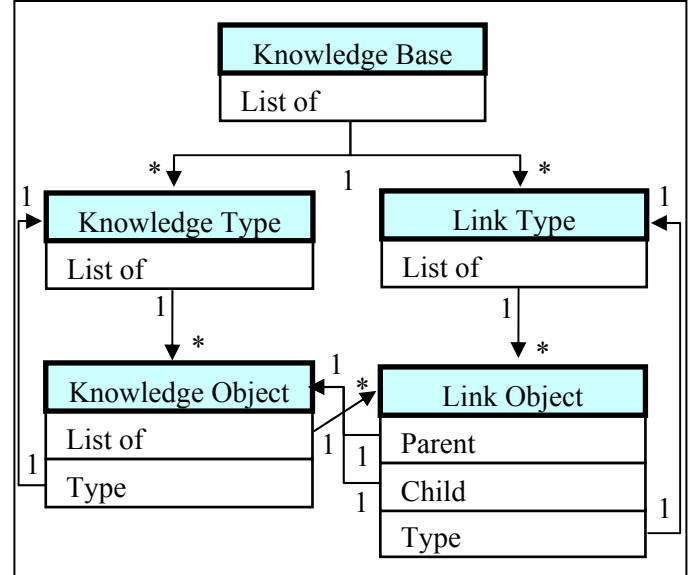 Knowledge Base
List of
* 1 *
1 1
Knowledge Type Link Type
List of List of
1 1
* *
1 *
Knowledge Object Link Object
List of 1 Parent
1
1 Type Child
1
Type 1